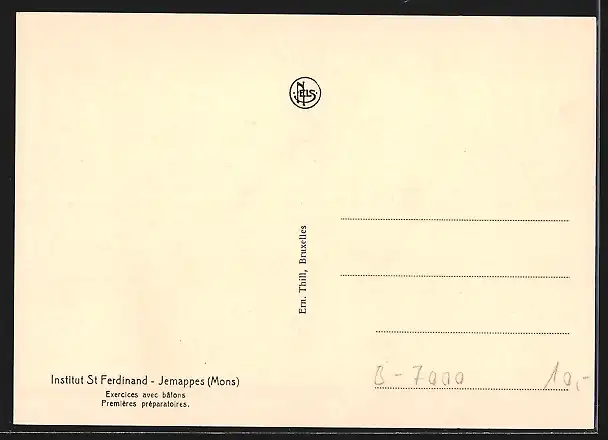 NELS
Ern. Thill, Bruxelles
Institut St Ferdinand - Jemappes (Mons)
Exercices avec bâtons
Premières préparatoires.
B - 7000 10,-